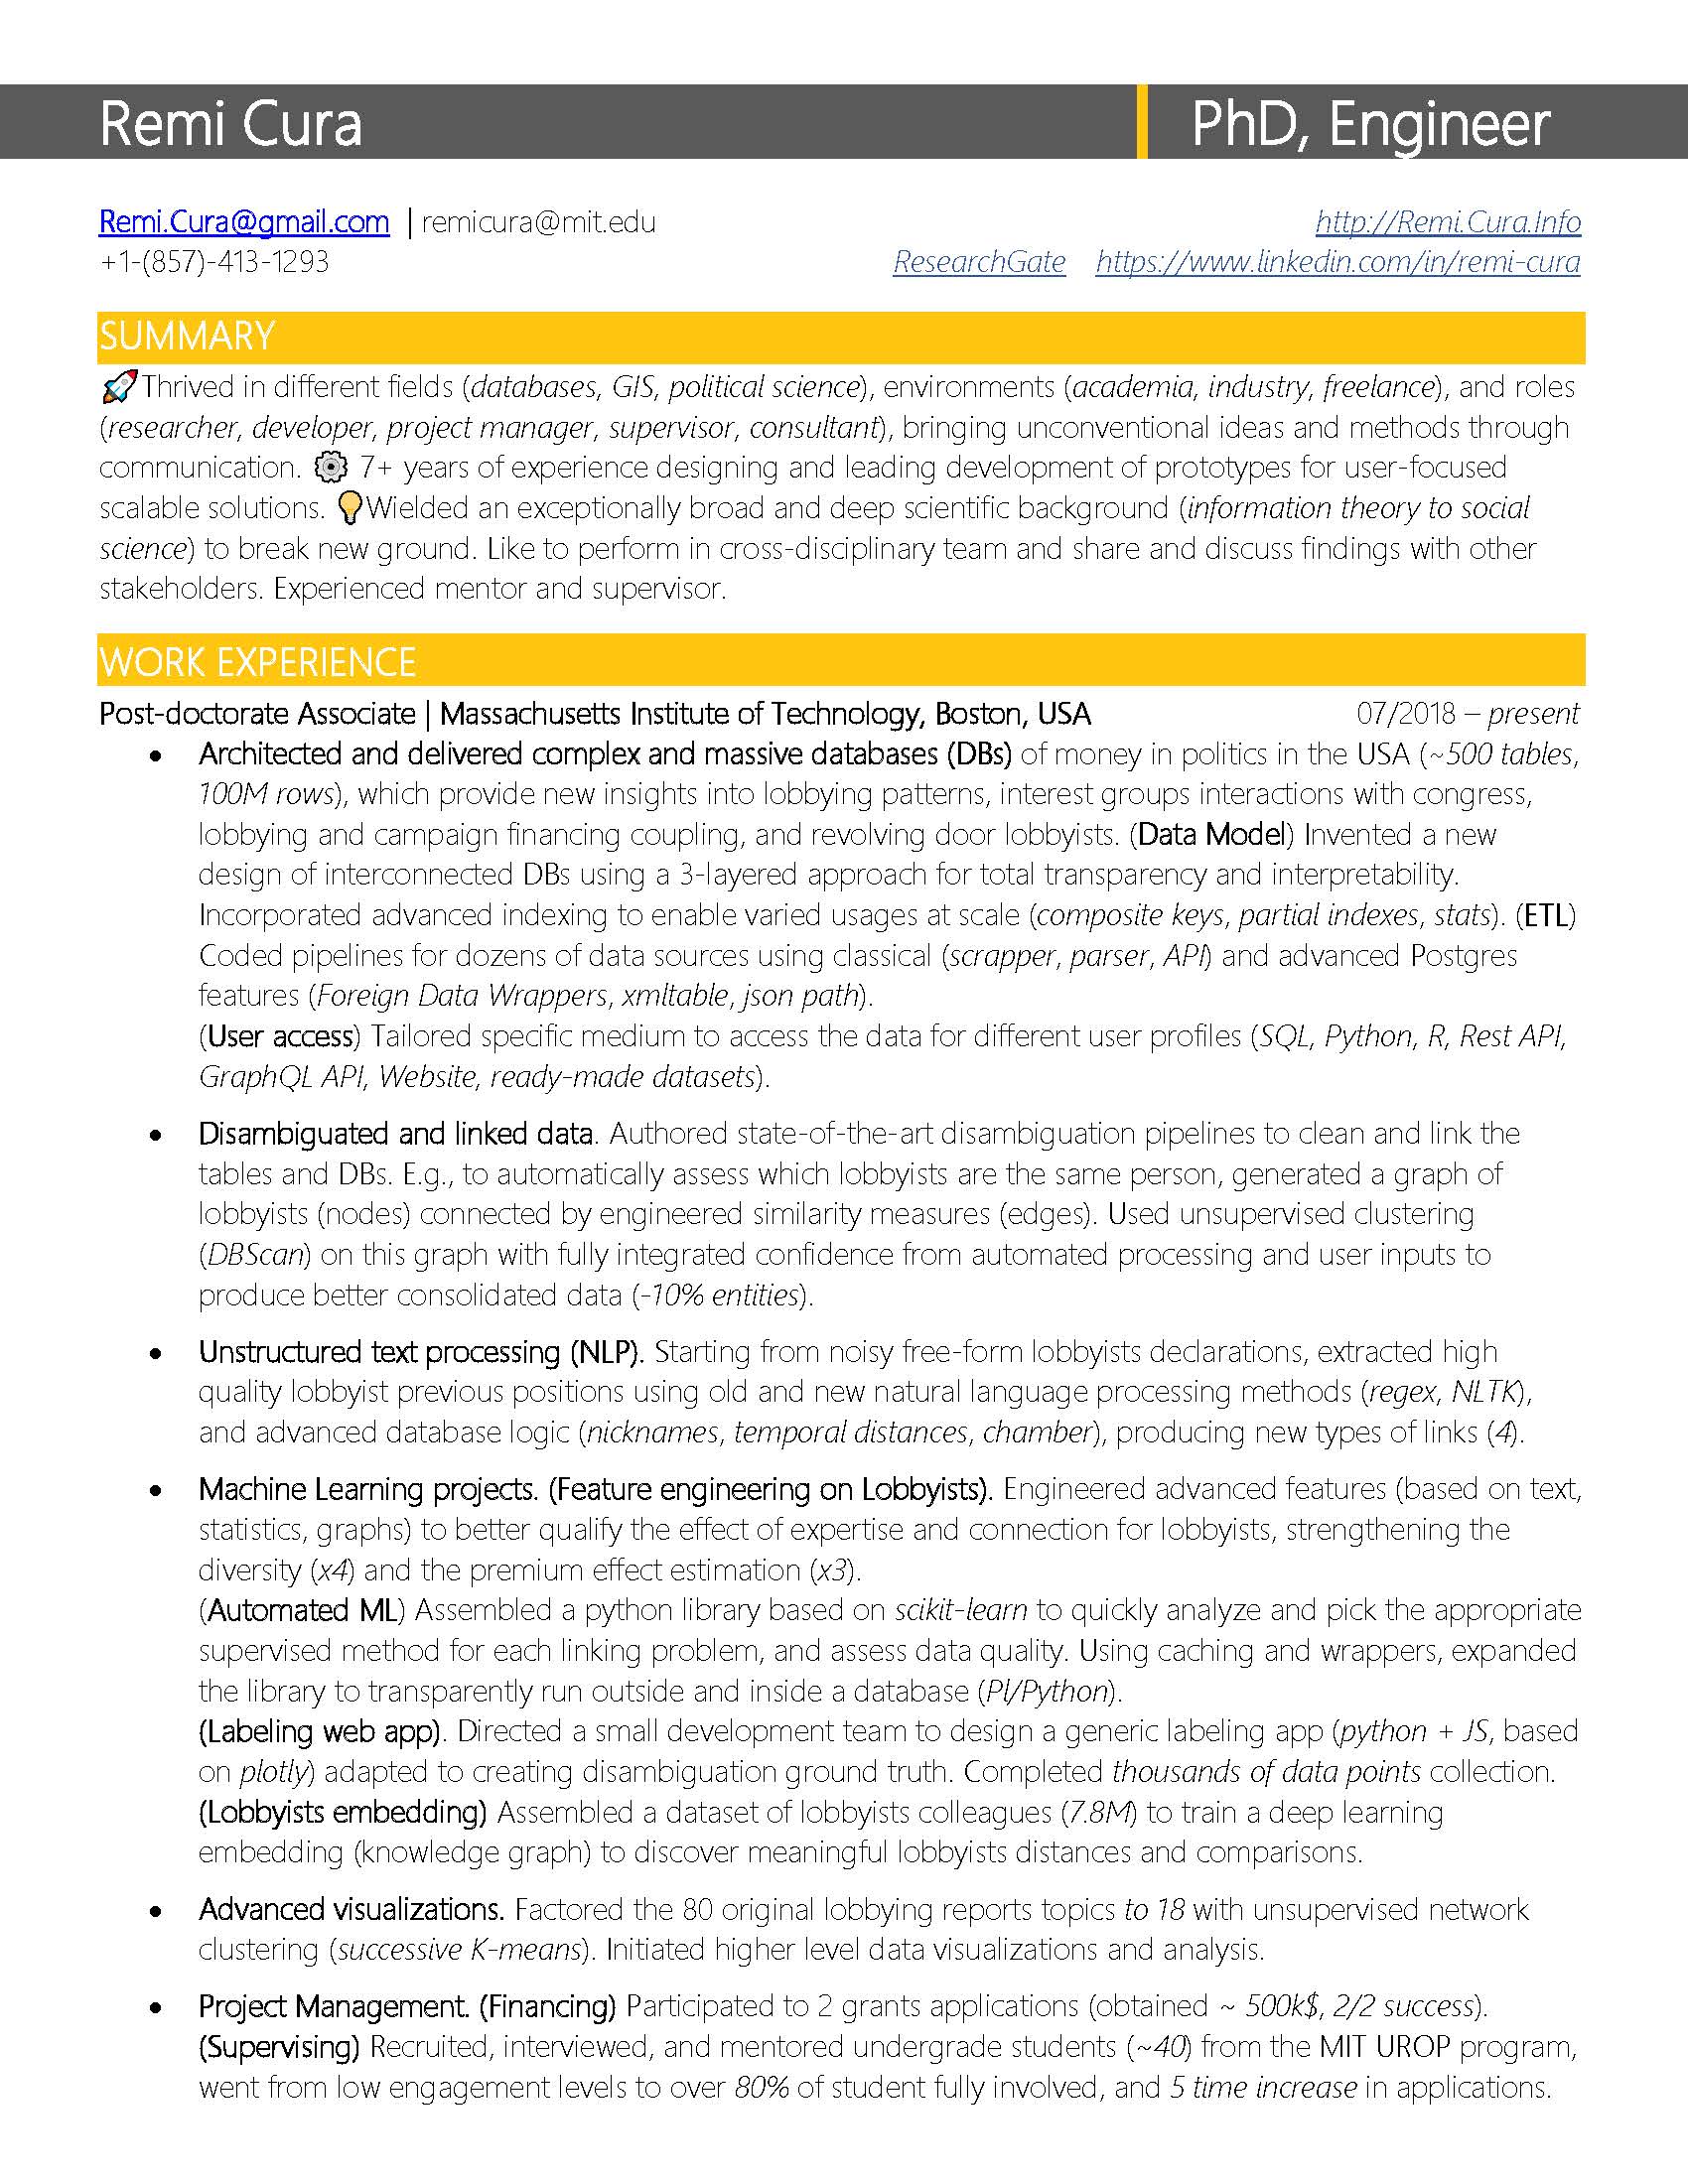 Remi Cura PhD, Engineer
Remi.Cura@gmail.com | remicura@mit.edu http://Remi.Cura.Info
+1-(857)-413-1293 ResearchGate https://www.linkedin.com/in/remi-cura
SUMMARY
🚀Thrived in different fields (databases, GIS, political science), environments (academia, industry, freelance), and roles
(researcher, developer, project manager, supervisor, consultant), bringing unconventional ideas and methods through
communication. ⚙ 7+ years of experience designing and leading development of prototypes for user-focused
scalable solutions. 💡Wielded an exceptionally broad and deep scientific background (information theory to social
science) to break new ground. Like to perform in cross-disciplinary team and share and discuss findings with other
stakeholders. Experienced mentor and supervisor.
WORK EXPERIENCE
Post-doctorate Associate | Massachusetts Institute of Technology, Boston, USA 07/2018 – present
• Architected and delivered complex and massive databases (DBs) of money in politics in the USA (~500 tables,
100M rows), which provide new insights into lobbying patterns, interest groups interactions with congress,
lobbying and campaign financing coupling, and revolving door lobbyists. (Data Model) Invented a new
design of interconnected DBs using a 3-layered approach for total transparency and interpretability.
Incorporated advanced indexing to enable varied usages at scale (composite keys, partial indexes, stats). (ETL)
Coded pipelines for dozens of data sources using classical (scrapper, parser, API) and advanced Postgres
features (Foreign Data Wrappers, xmltable, json path).
(User access) Tailored specific medium to access the data for different user profiles (SQL, Python, R, Rest API,
GraphQL API, Website, ready-made datasets).
• Disambiguated and linked data. Authored state-of-the-art disambiguation pipelines to clean and link the
tables and DBs. E.g., to automatically assess which lobbyists are the same person, generated a graph of
lobbyists (nodes) connected by engineered similarity measures (edges). Used unsupervised clustering
(DBScan) on this graph with fully integrated confidence from automated processing and user inputs to
produce better consolidated data (-10% entities).
• Unstructured text processing (NLP). Starting from noisy free-form lobbyists declarations, extracted high
quality lobbyist previous positions using old and new natural language processing methods (regex, NLTK),
and advanced database logic (nicknames, temporal distances, chamber), producing new types of links (4).
• Machine Learning projects. (Feature engineering on Lobbyists). Engineered advanced features (based on text,
statistics, graphs) to better qualify the effect of expertise and connection for lobbyists, strengthening the
diversity (x4) and the premium effect estimation (x3).
(Automated ML) Assembled a python library based on scikit-learn to quickly analyze and pick the appropriate
supervised method for each linking problem, and assess data quality. Using caching and wrappers, expanded
the library to transparently run outside and inside a database (Pl/Python).
(Labeling web app). Directed a small development team to design a generic labeling app (python + JS, based
on plotly) adapted to creating disambiguation ground truth. Completed thousands of data points collection.
(Lobbyists embedding) Assembled a dataset of lobbyists colleagues (7.8M) to train a deep learning
embedding (knowledge graph) to discover meaningful lobbyists distances and comparisons.
• Advanced visualizations. Factored the 80 original lobbying reports topics to 18 with unsupervised network
clustering (successive K-means). Initiated higher level data visualizations and analysis.
• Project Management. (Financing) Participated to 2 grants applications (obtained ~ 500k$, 2/2 success).
(Supervising) Recruited, interviewed, and mentored undergrade students (~40) from the MIT UROP program,
went from low engagement levels to over 80% of student fully involved, and 5 time increase in applications.